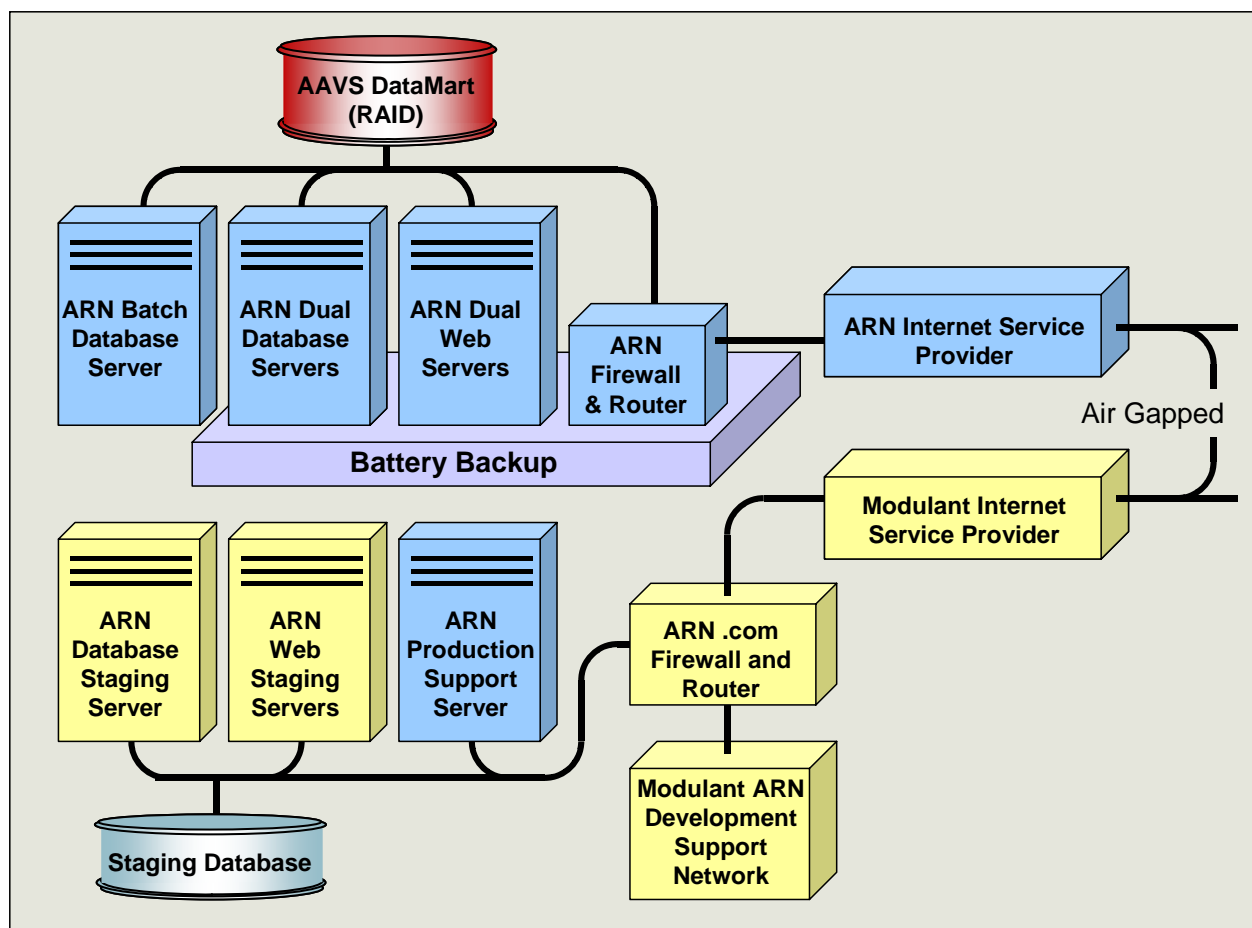 AAVS DataMart
(RAID)
ARN Batch
Database
Server
ARN Dual
Database
Servers
ARN Dual
Web
Servers
ARN
Firewall
& Router
ARN Internet Service
Provider
Air Gapped
Battery Backup
Modulant Internet
Service Provider
ARN
Database
Staging
Server
ARN
Web
Staging
Servers
ARN
Production
Support
Server
ARN .com
Firewall and
Router
Modulant ARN
Development
Support
Network
Staging Database